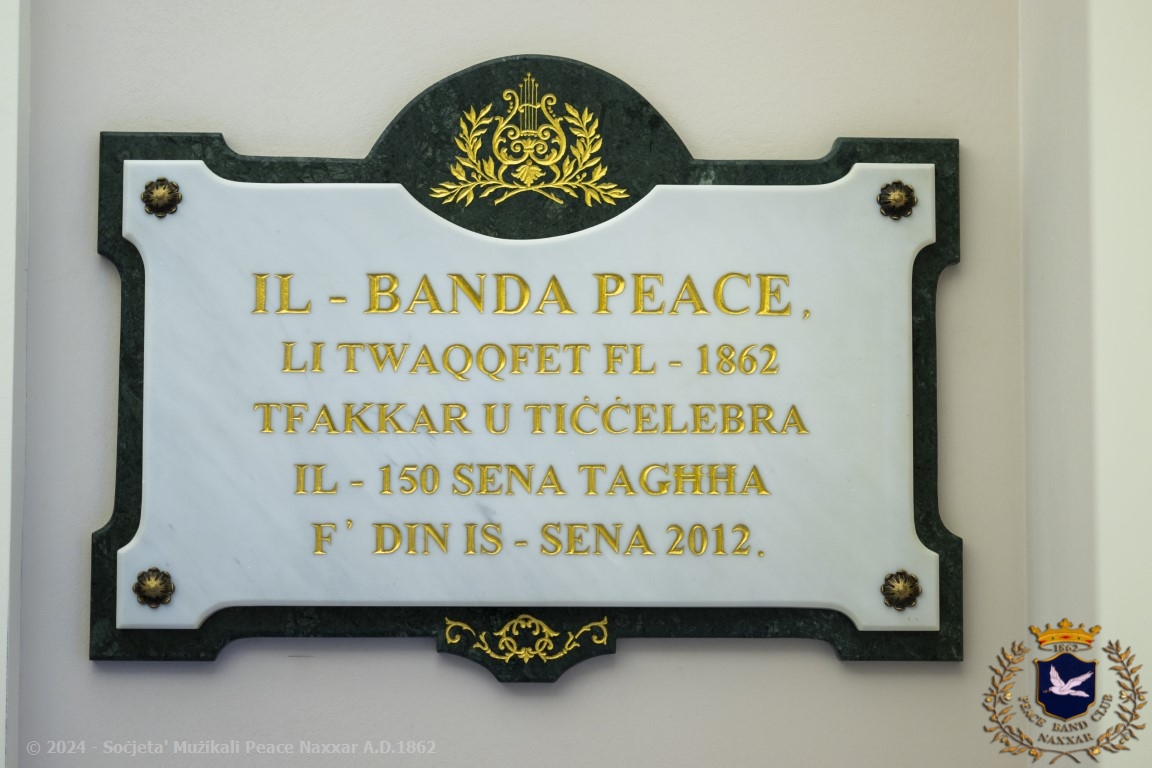 IL - BANDA PEACE,
LI TWAQQFET FL - 1862
TFAKKAR U TIĊĊELEBRA
IL - 150 SENA TAGĦHA
F' DIN IS - SENA 2012.
1862
PEACE BAND CLUB
NAXXAR
© 2024 - Soċjeta' Mużikali Peace Naxxar A.D.1862